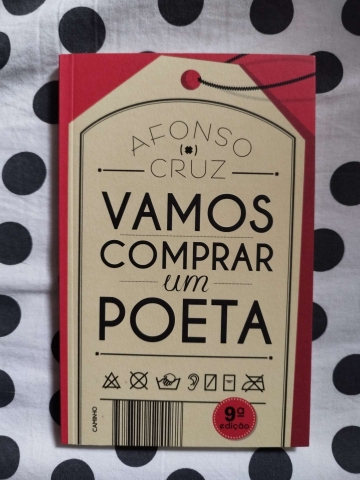 AFONSO
(*)
CRUZ
VAMOS
COMPRAR
um
POETA
CAMINHO
9ª
edição